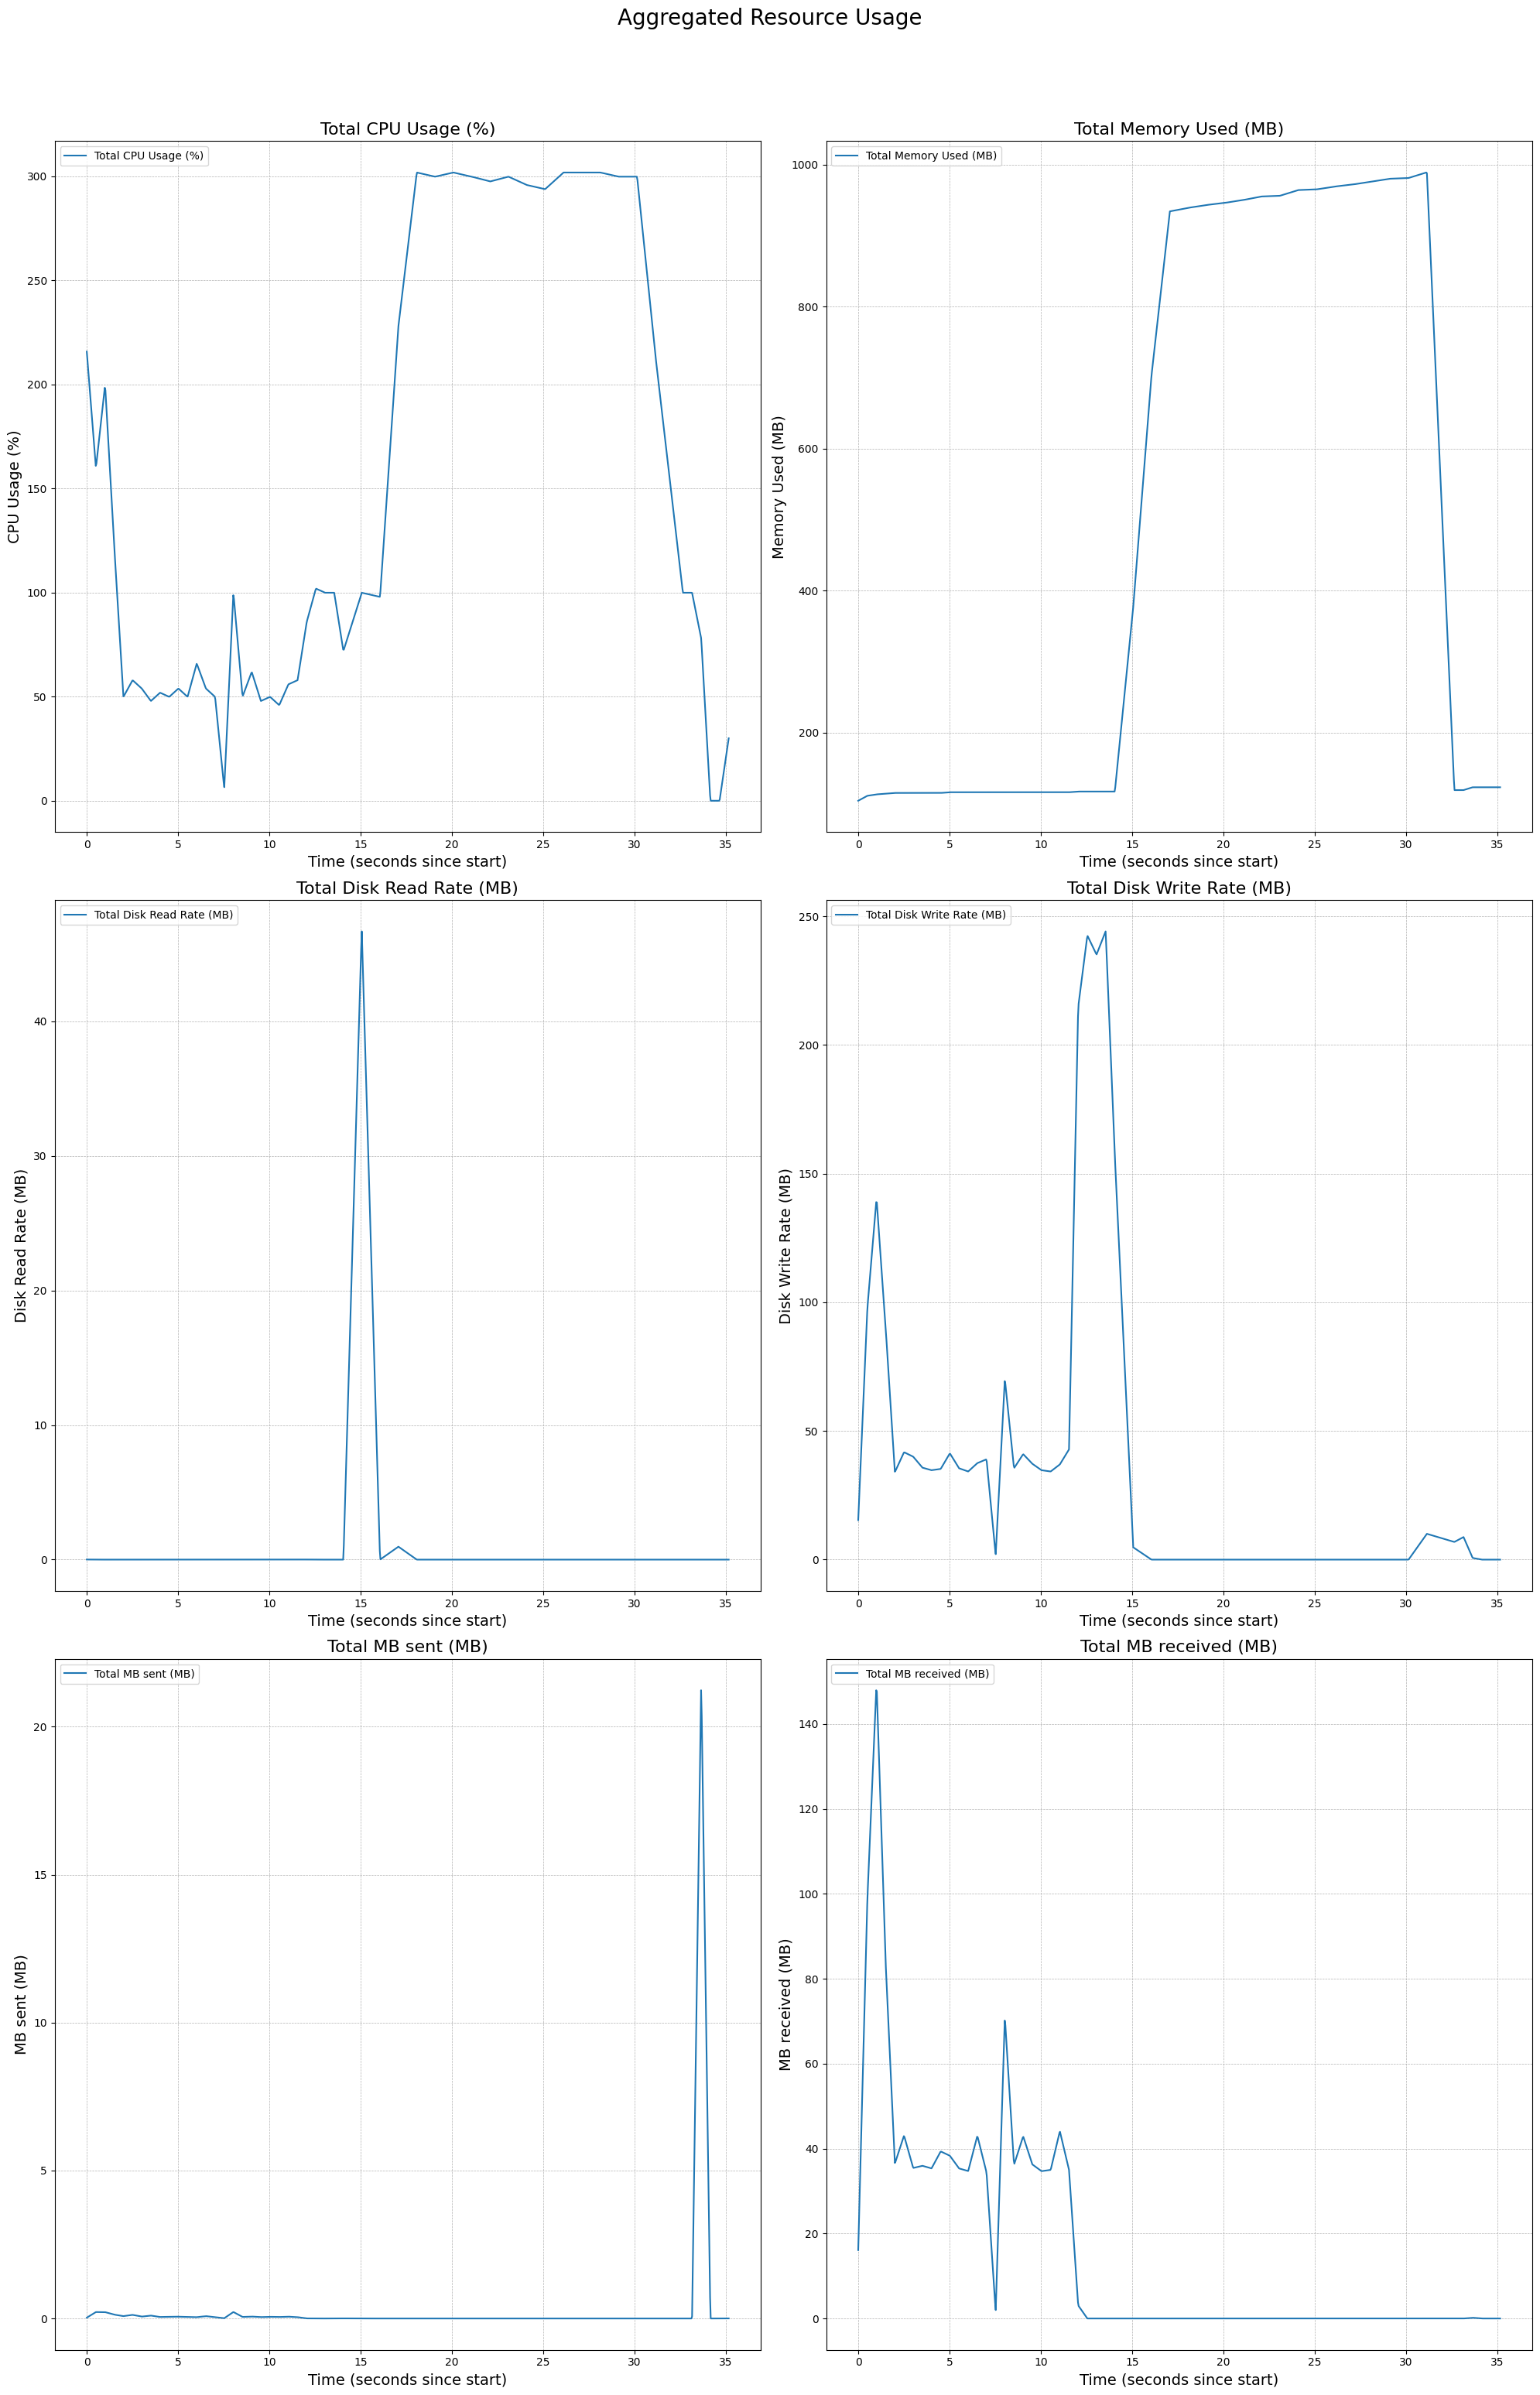 Aggregated Resource Usage
Total CPU Usage (%)
Total CPU Usage (%)
CPU Usage (%)
300
250
200
150
100
50
0
0 5 10 15 20 25 30 35
Time (seconds since start)
Total Memory Used (MB)
Total Memory Used (MB)
Memory Used (MB)
1000
800
600
400
200
0 5 10 15 20 25 30 35
Time (seconds since start)
Total Disk Read Rate (MB)
Total Disk Read Rate (MB)
Disk Read Rate (MB)
40
30
20
10
0
0 5 10 15 20 25 30 35
Time (seconds since start)
Total Disk Write Rate (MB)
Total Disk Write Rate (MB)
Disk Write Rate (MB)
250
200
150
100
50
0
0 5 10 15 20 25 30 35
Time (seconds since start)
Total MB sent (MB)
Total MB sent (MB)
MB sent (MB)
20
15
10
5
0
0 5 10 15 20 25 30 35
Time (seconds since start)
Total MB received (MB)
Total MB received (MB)
MB received (MB)
140
120
100
80
60
40
20
0
0 5 10 15 20 25 30 35
Time (seconds since start)